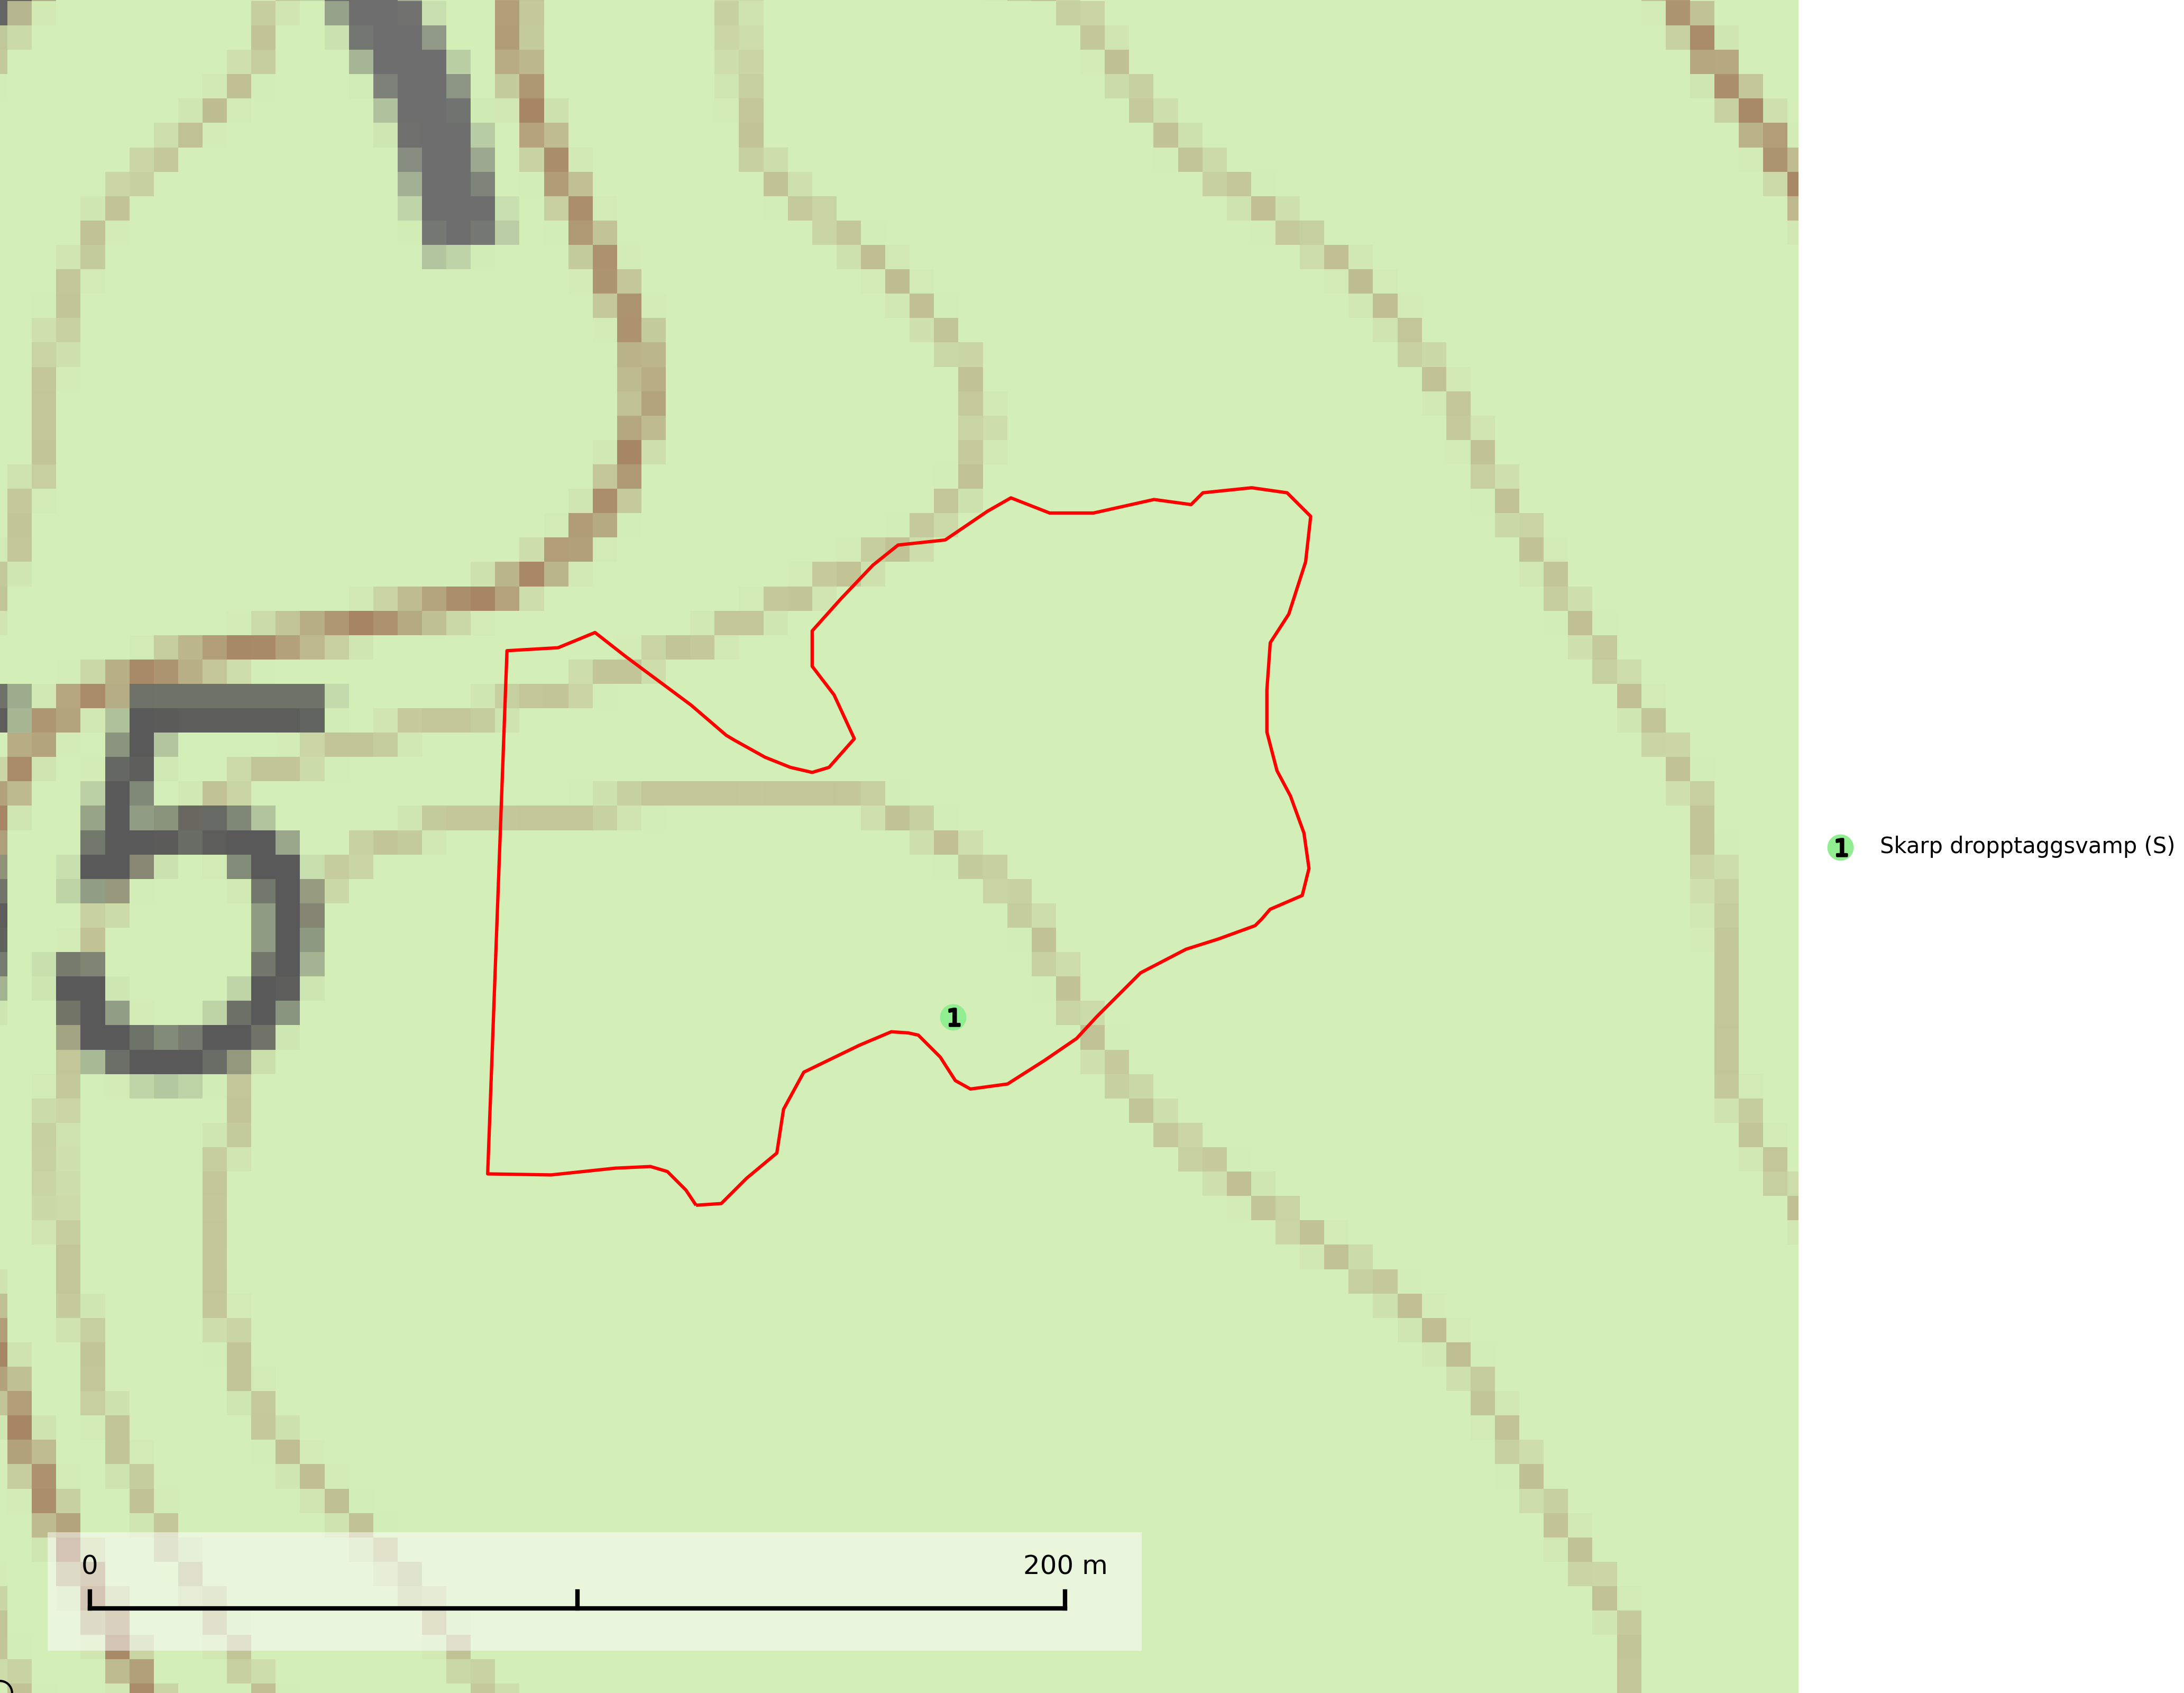 1
1 Skarp dropptaggsvamp (S)
0 200 m